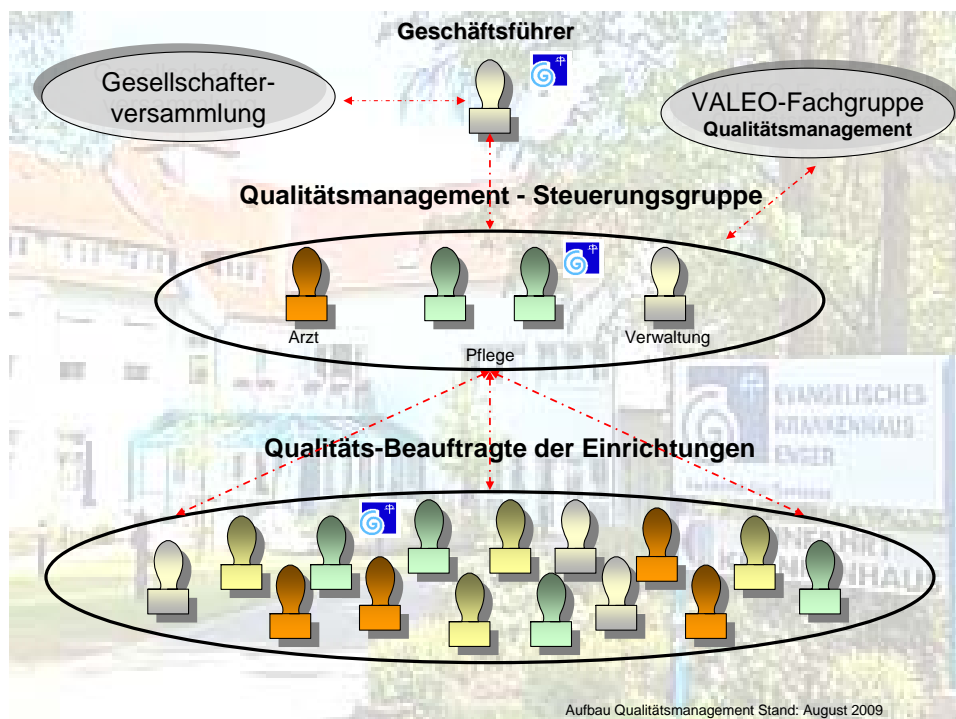 Geschäftsführer
Gesellschafter-
versammlung
VALEO-Fachgruppe
Qualitätsmanagement
Qualitätsmanagement - Steuerungsgruppe
Arzt
Pflege
Verwaltung
EVANGELISCHES
KRANKENHAUS
ENGER
Qualitäts-Beauftragte der Einrichtungen
Aufbau Qualitätsmanagement Stand: August 2009